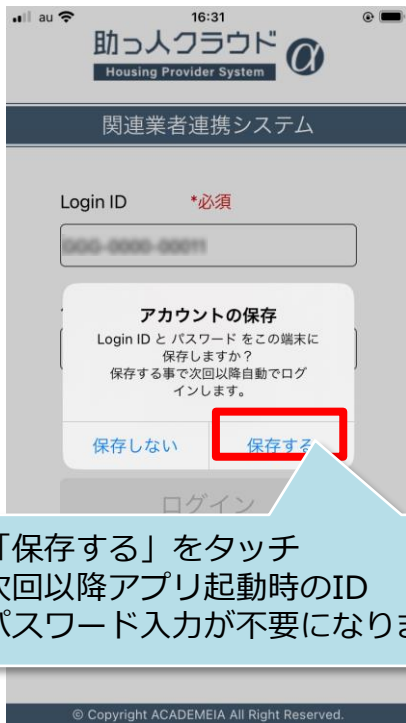 au 16:31
助っ人クラウド α
Housing Provider System
関連業者連携システム
Login ID *必須
アカウントの保存
Login ID と パスワード をこの端末に
保存しますか？
保存する事で次回以降自動でログ
インします。
保存しない 保存する
ログイン
「保存する」をタッチ
次回以降アプリ起動時のID
パスワード入力が不要になりま
© Copyright ACADEMEIA All Right Reserved.